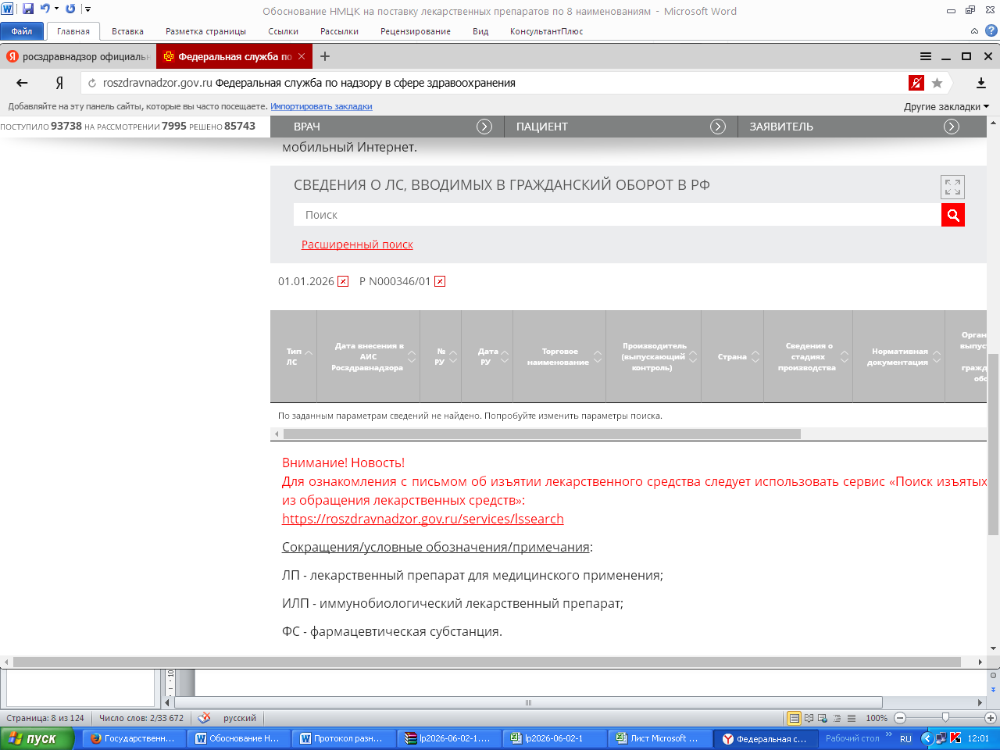 Обоснование НМЦК на поставку лекарственных препаратов по 8 наименованиям - Microsoft Word
Файл Главная Вставка Разметка страницы Ссылки Рассылки Рецензирование Вид КонсультантПлюс
росздравнадзор официальн Федеральная служба по
roszdravnadzor.gov.ru Федеральная служба по надзору в сфере здравоохранения
Добавляйте на эту панель сайты, которые вы часто посещаете. Импортировать закладки Другие закладки
ПОСТУПИЛО 93738 НА РАССМОТРЕНИИ 7995 РЕШЕНО 85743 ВРАЧ ПАЦИЕНТ ЗАЯВИТЕЛЬ
мобильный Интернет.
СВЕДЕНИЯ О ЛС, ВВОДИМЫХ В ГРАЖДАНСКИЙ ОБОРОТ В РФ
Поиск
Расширенный поиск
01.01.2026 Р N000346/01
Тип ЛС
Дата внесения в АИС Росздравнадзора
№ РУ
Дата РУ
Торговое наименование
Производитель (выпускающий контроль)
Страна
Сведения о стадиях производства
Нормативная документация
Орган
выпус
гражд
обо
По заданным параметрам сведений не найдено. Попробуйте изменить параметры поиска.
Внимание! Новость!
Для ознакомления с письмом об изъятии лекарственного средства следует использовать сервис «Поиск изъятых
из обращения лекарственных средств»:
https://roszdravnadzor.gov.ru/services/lssearch
Сокращения/условные обозначения/примечания:
ЛП - лекарственный препарат для медицинского применения;
ИЛП - иммунобиологический лекарственный препарат;
ФС - фармацевтическая субстанция.
Страница: 8 из 124 Число слов: 2/33 672 русский 100%
пуск Государственн... Обоснование Н... Протокол разн... lp2026-06-02-1.... lp2026-06-02-1 Лист Microsoft ... Федеральная с... Рабочий стол RU 12:01